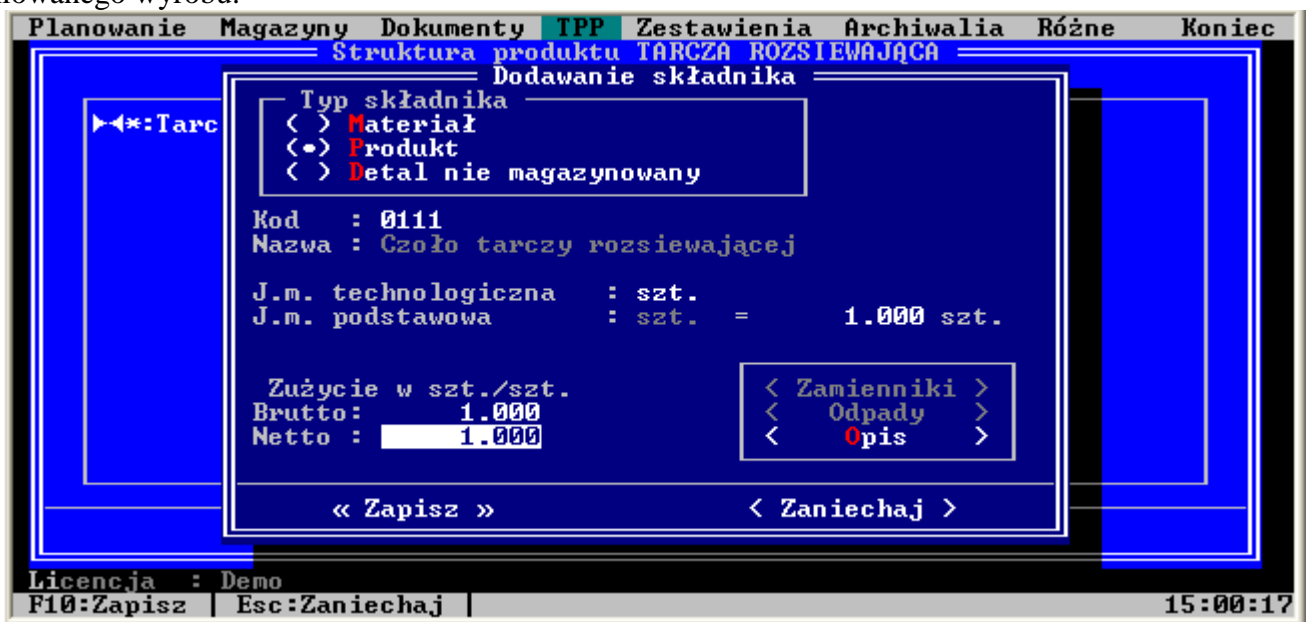 nowanego wyrobu.
Planowanie Magazyny Dokumenty TPP Zestawienia Archiwalia Różne Koniec
Struktura produktu TARCZA ROZSIEWAJĄCA
Dodawanie składnika
Typ składnika
( ) Materiał
*:Tarc
(•) Produkt
( ) Detal nie magazynowany
Kod : 0111
Nazwa : Czoło tarczy rozsiewającej
J.m. technologiczna : szt.
J.m. podstawowa : szt. = 1.000 szt.
Zużycie w szt./szt.
Brutto: 1.000
Netto : 1.000
< Zamienniki >
< Odpady >
< Opis >
« Zapisz » < Zaniechaj >
Licencja : Demo
F10:Zapisz | Esc:Zaniechaj | 15:00:17